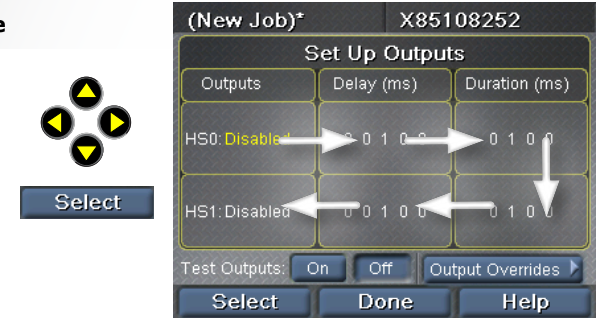 e
(New Job)* X85108252
Set Up Outputs
Outputs Delay (ms) Duration (ms)
HS0: Disabled 0 0 1 0 0 0 1 0 0
Select
HS1: Disabled 0 0 1 0 0 0 1 0 0
Test Outputs: On Off Output Overrides
Select Done Help